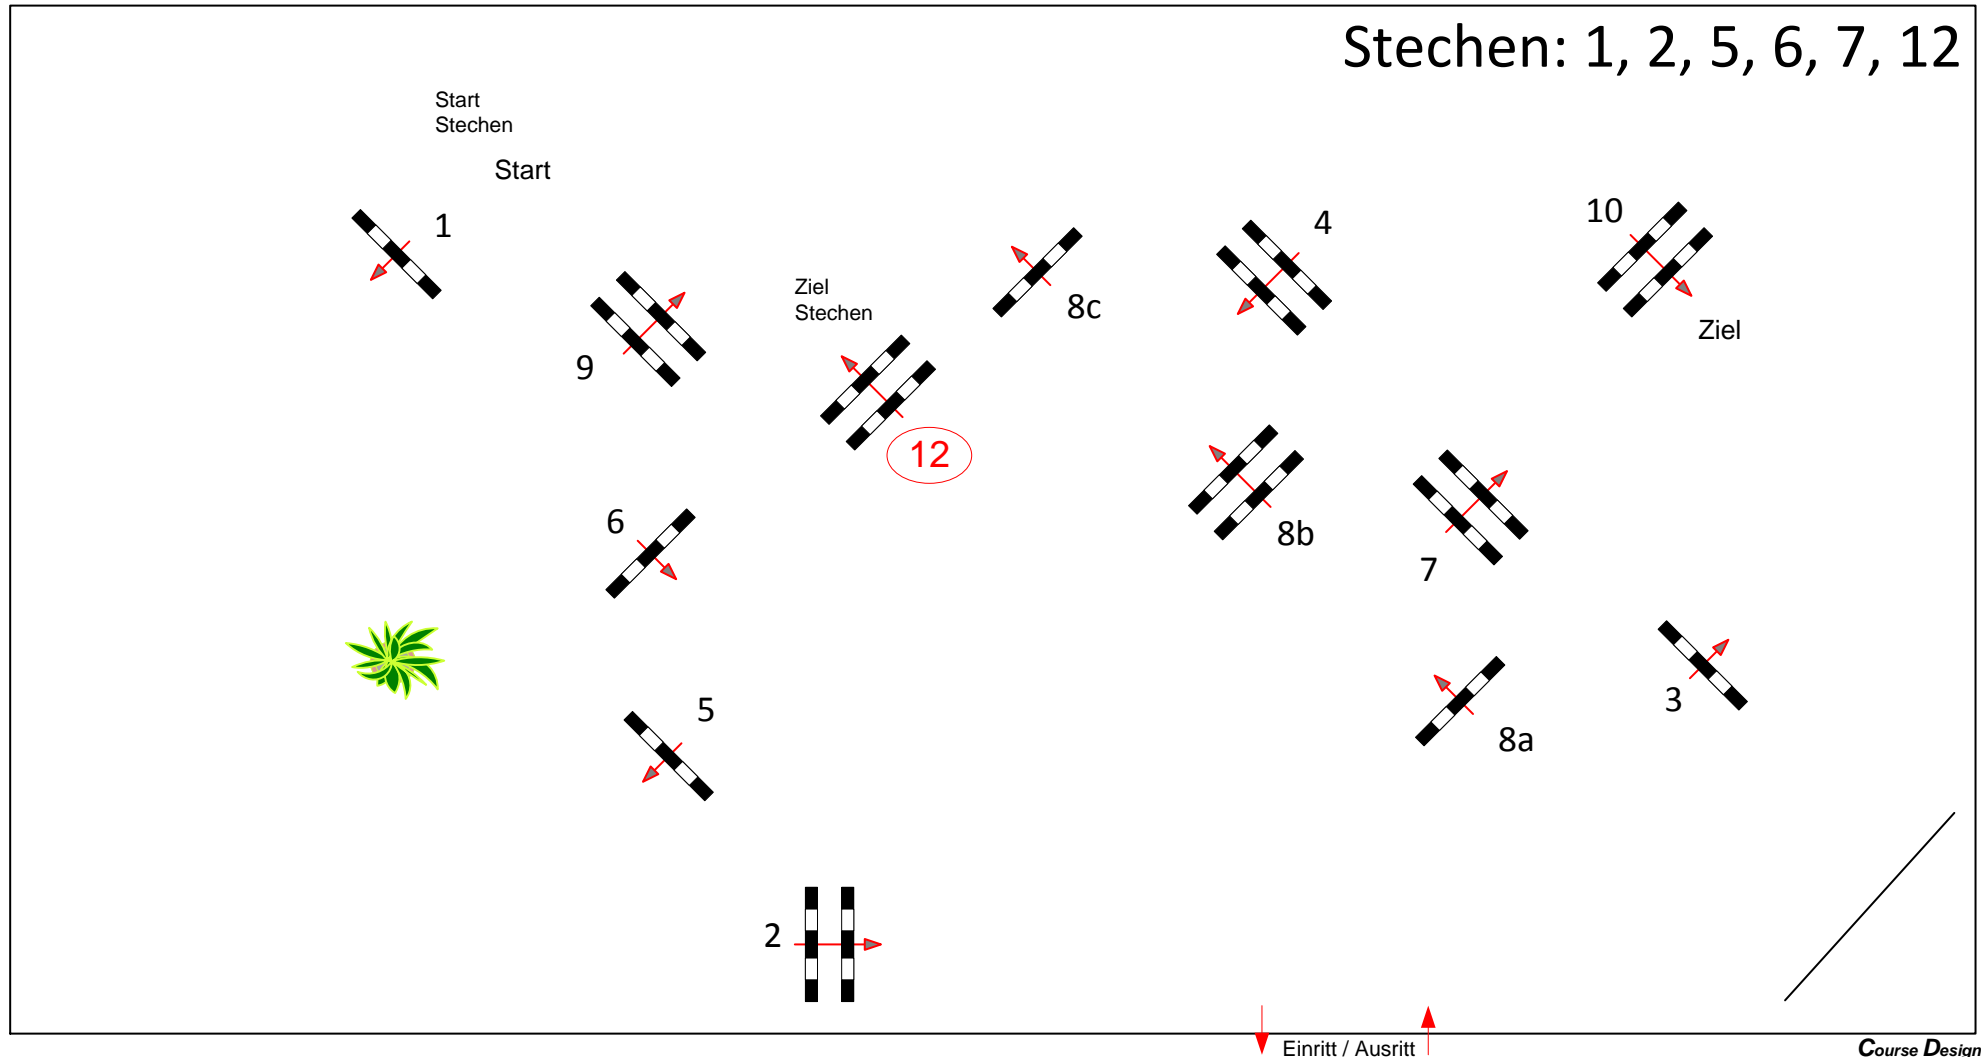 Stechen: 1, 2, 5, 6, 7, 12
Start
Stechen
Start
1
4
10
9
Ziel
Stechen
8c
Ziel
12
6
8b
7
5
3
8a
2
Einritt / Ausritt
Course Design